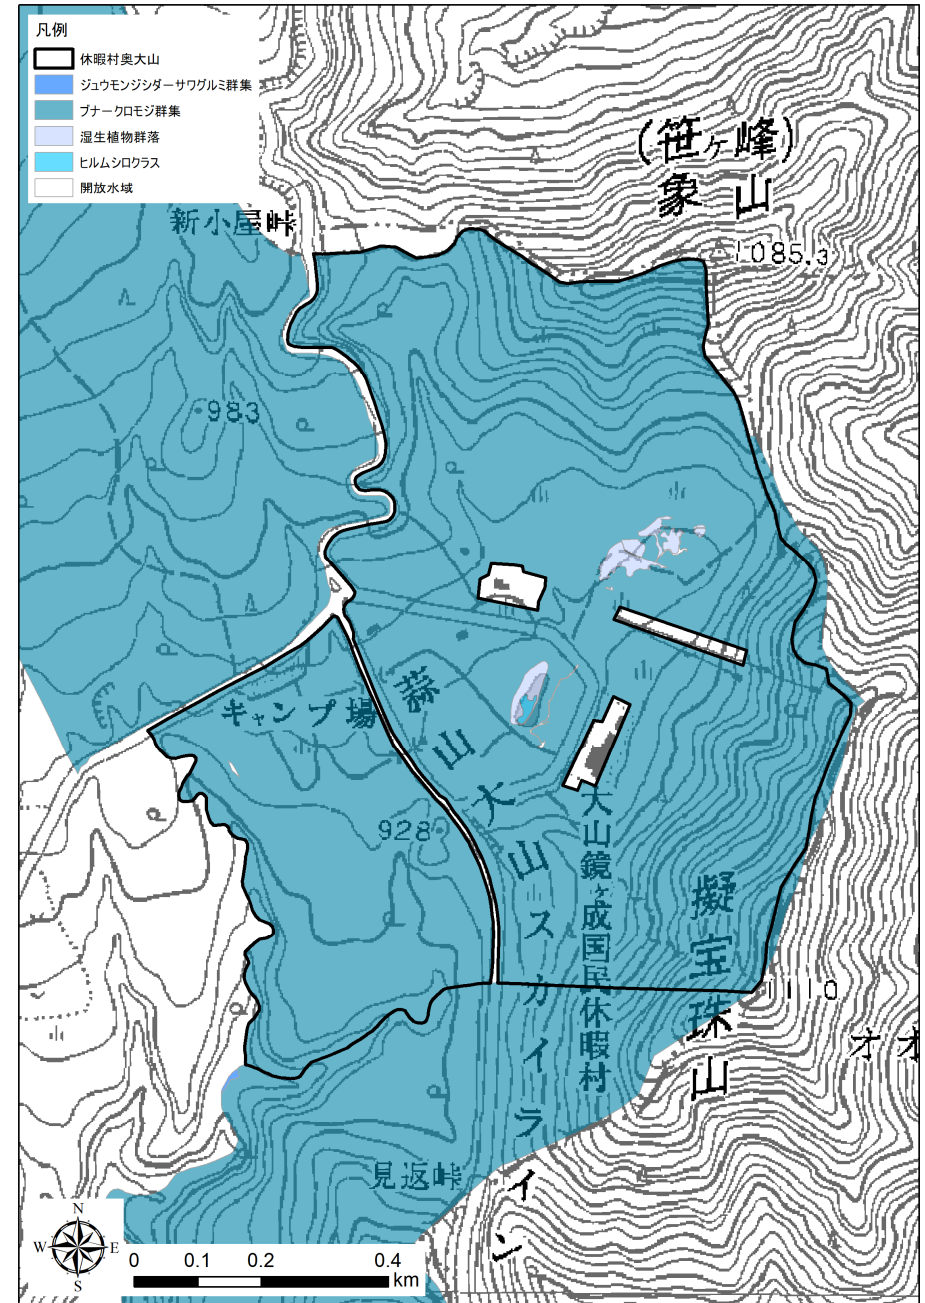 凡例
休暇村奥大山
ジュウモンジシダーサワグルミ群集
ブナークロモジ群集
湿生植物群落
ヒルムシロクラス
開放水域
(笹ヶ峰)
象山
1085.3
新小屋峠
983
キャンプ場
蒜山大山スカイライン
928
大山鏡ヶ成国民休暇村
擬宝珠山
1110
オオ
見返峠
N
W E
S
0 0.1 0.2 0.4
km